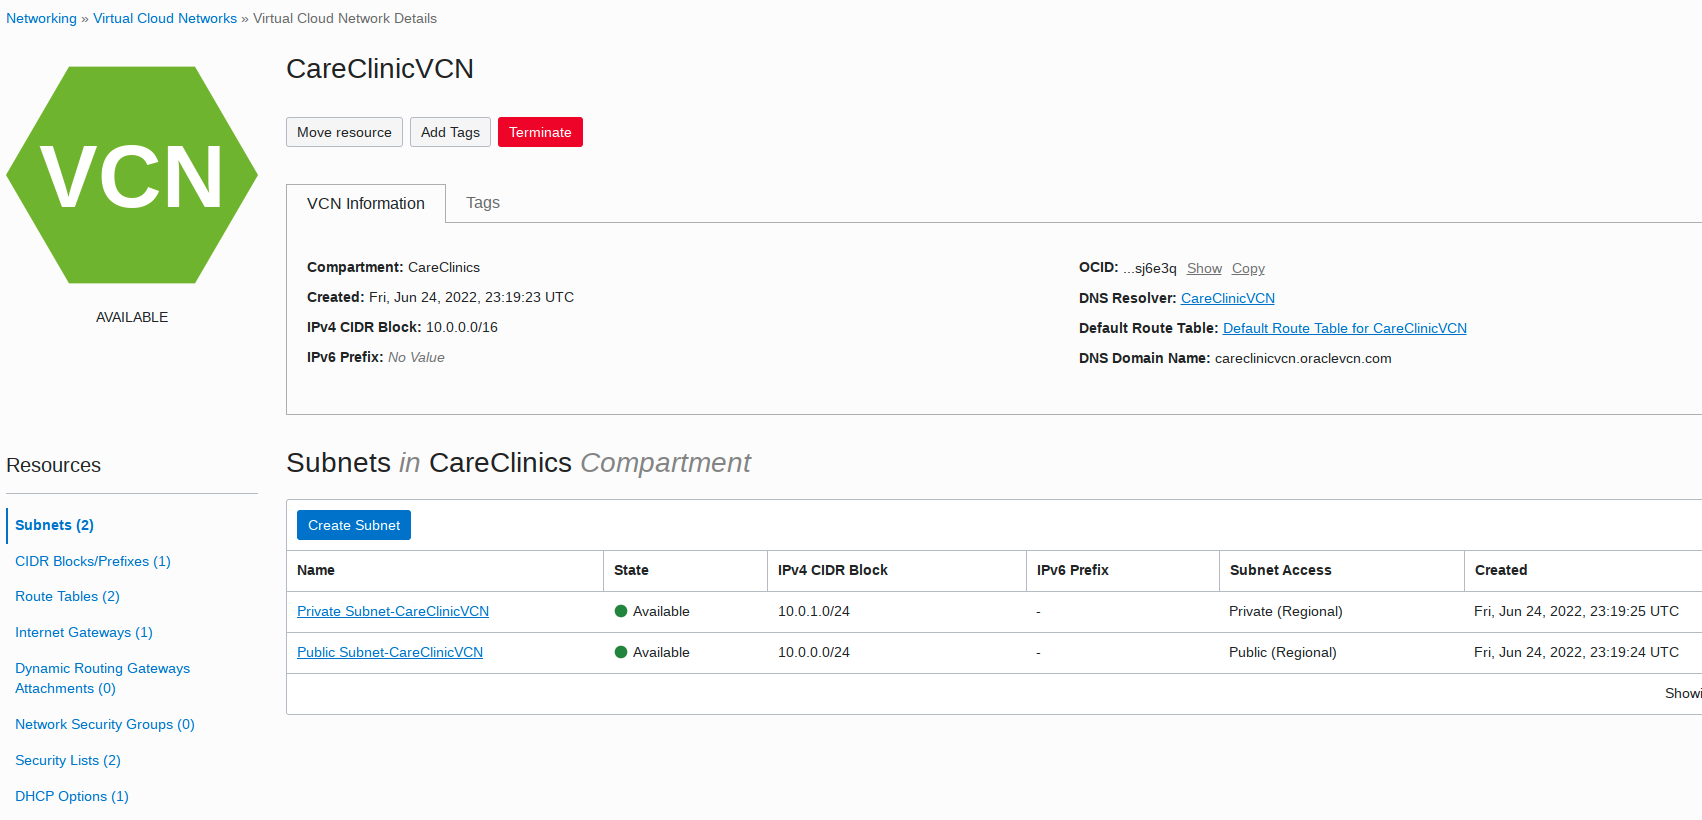 Networking » Virtual Cloud Networks » Virtual Cloud Network Details
VCN
AVAILABLE
CareClinicVCN
Move resource Add Tags Terminate
VCN Information Tags
Compartment: CareClinics
Created: Fri, Jun 24, 2022, 23:19:23 UTC
IPv4 CIDR Block: 10.0.0.0/16
IPv6 Prefix: No Value
OCID: ...sj6e3q Show Copy
DNS Resolver: CareClinicVCN
Default Route Table: Default Route Table for CareClinicVCN
DNS Domain Name: careclinicvcn.oraclevcn.com
Resources
Subnets (2)
CIDR Blocks/Prefixes (1)
Route Tables (2)
Internet Gateways (1)
Dynamic Routing Gateways
Attachments (0)
Network Security Groups (0)
Security Lists (2)
DHCP Options (1)
Subnets in CareClinics Compartment
Create Subnet
Name State IPv4 CIDR Block IPv6 Prefix Subnet Access Created
Private Subnet-CareClinicVCN Available 10.0.1.0/24 - Private (Regional) Fri, Jun 24, 2022, 23:19:25 UTC
Public Subnet-CareClinicVCN Available 10.0.0.0/24 - Public (Regional) Fri, Jun 24, 2022, 23:19:24 UTC